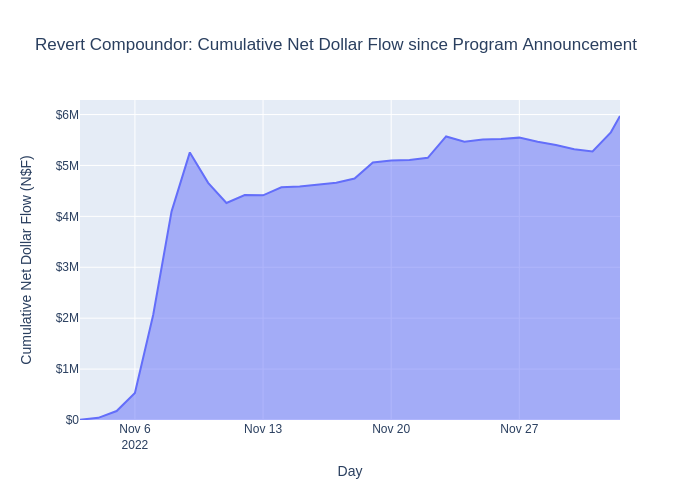 Revert Compoundor: Cumulative Net Dollar Flow since Program Announcement
Cumulative Net Dollar Flow (N$F)
$6M
$5M
$4M
$3M
$2M
$1M
$0
Nov 6
2022
Nov 13
Nov 20
Nov 27
Day